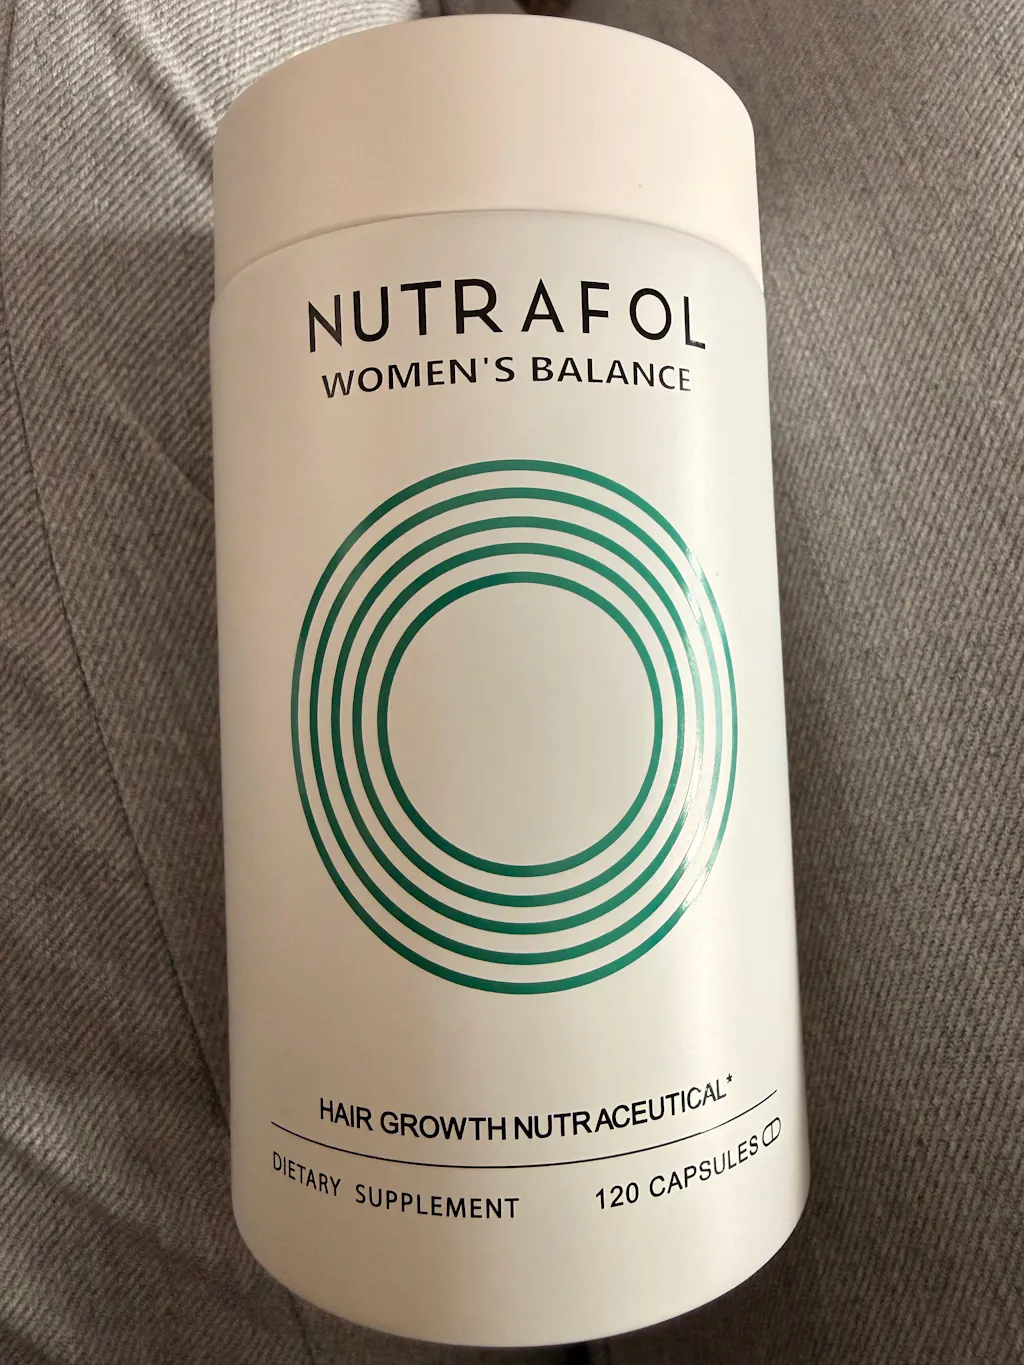 NUTRAFOL
WOMEN'S BALANCE
HAIR GROWTH NUTRACEUTICAL*
DIETARY SUPPLEMENT 120 CAPSULES